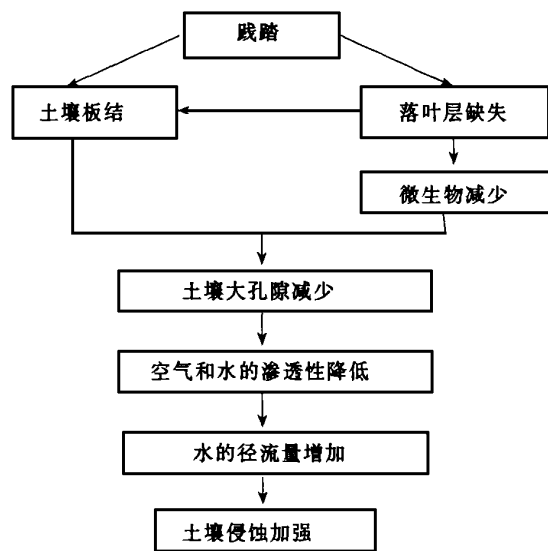 践踏
土壤板结
落叶层缺失
微生物减少
土壤大孔隙减少
空气和水的渗透性降低
水的径流量增加
土壤侵蚀加强